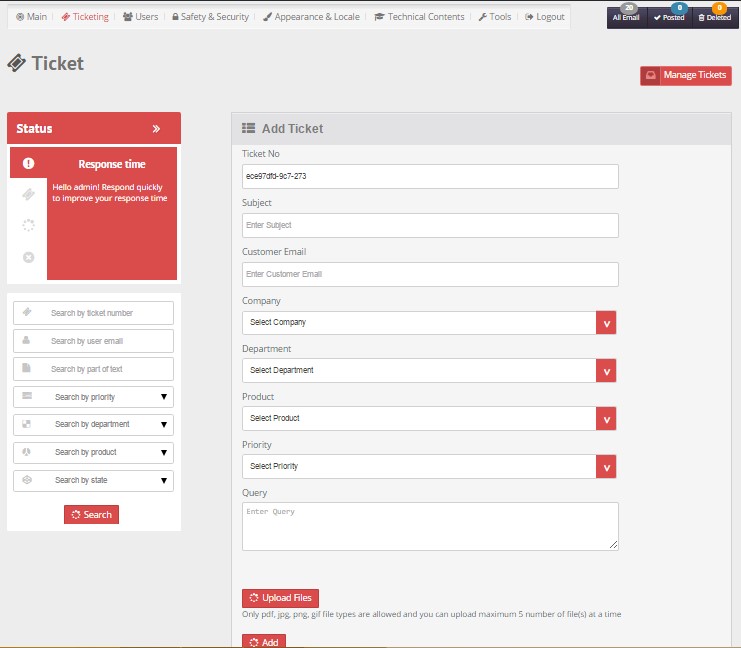 Main Ticketing Users Safety & Security Appearance & Locale Technical Contents Tools Logout
20 0 0
All Email Posted Deleted
Ticket
Manage Tickets
Status
Response time
Hello admin! Respond quickly
to improve your response time
Search by ticket number
Search by user email
Search by part of text
Search by priority
Search by department
Search by product
Search by state
Search
Add Ticket
Ticket No
ece97dfd-9c7-273
Subject
Enter Subject
Customer Email
Enter Customer Email
Company
Select Company
Department
Select Department
Product
Select Product
Priority
Select Priority
Query
Enter Query
Upload Files
Only pdf, jpg, png, gif file types are allowed and you can upload maximum 5 number of file(s) at a time
Add